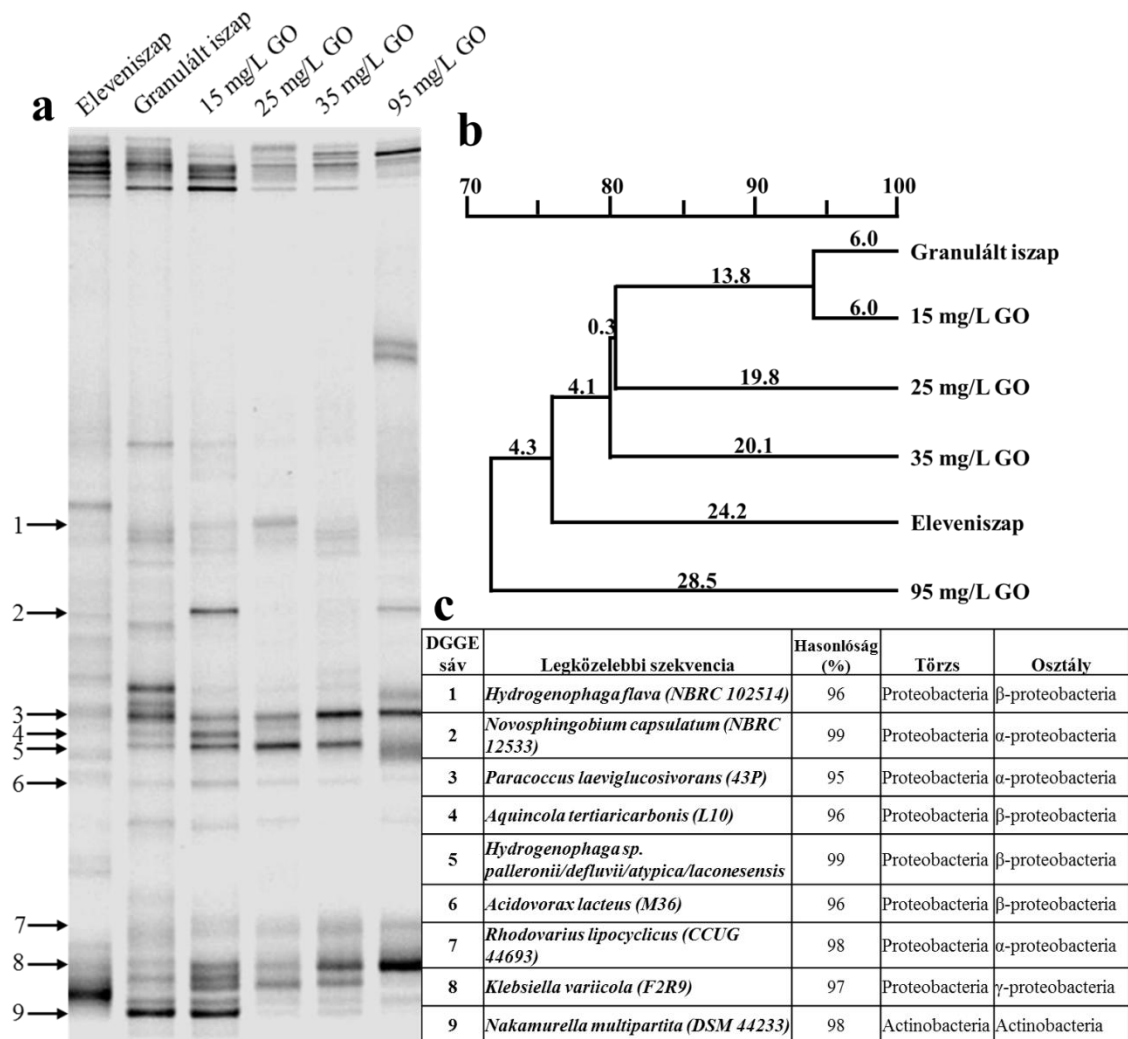 a
Eleveniszap
Granulált iszap
15 mg/L GO
25 mg/L GO
35 mg/L GO
95 mg/L GO
1
2
3
4
5
6
7
8
9
b
70 80 90 100
6.0
Granulált iszap
13.8
6.0
15 mg/L GO
0.3
19.8
25 mg/L GO
4.1
20.1
35 mg/L GO
4.3
24.2
Eleveniszap
28.5
95 mg/L GO
c
DGGE sáv Legközelebbi szekvencia Hasonlóság (%) Törzs Osztály
1 Hydrogenophaga flava (NBRC 102514) 96 Proteobacteria β-proteobacteria
2 Novosphingobium capsulatum (NBRC 12533) 99 Proteobacteria α-proteobacteria
3 Paracoccus laeviglucosivorans (43P) 95 Proteobacteria α-proteobacteria
4 Aquincola tertiaricarbonis (L10) 96 Proteobacteria β-proteobacteria
5 Hydrogenophaga sp. palleronii/defluvii/atypica/laconesensis 99 Proteobacteria β-proteobacteria
6 Acidovorax lacteus (M36) 96 Proteobacteria β-proteobacteria
7 Rhodovarius lipocyclicus (CCUG 44693) 98 Proteobacteria α-proteobacteria
8 Klebsiella variicola (F2R9) 97 Proteobacteria γ-proteobacteria
9 Nakamurella multipartita (DSM 44233) 98 Actinobacteria Actinobacteria